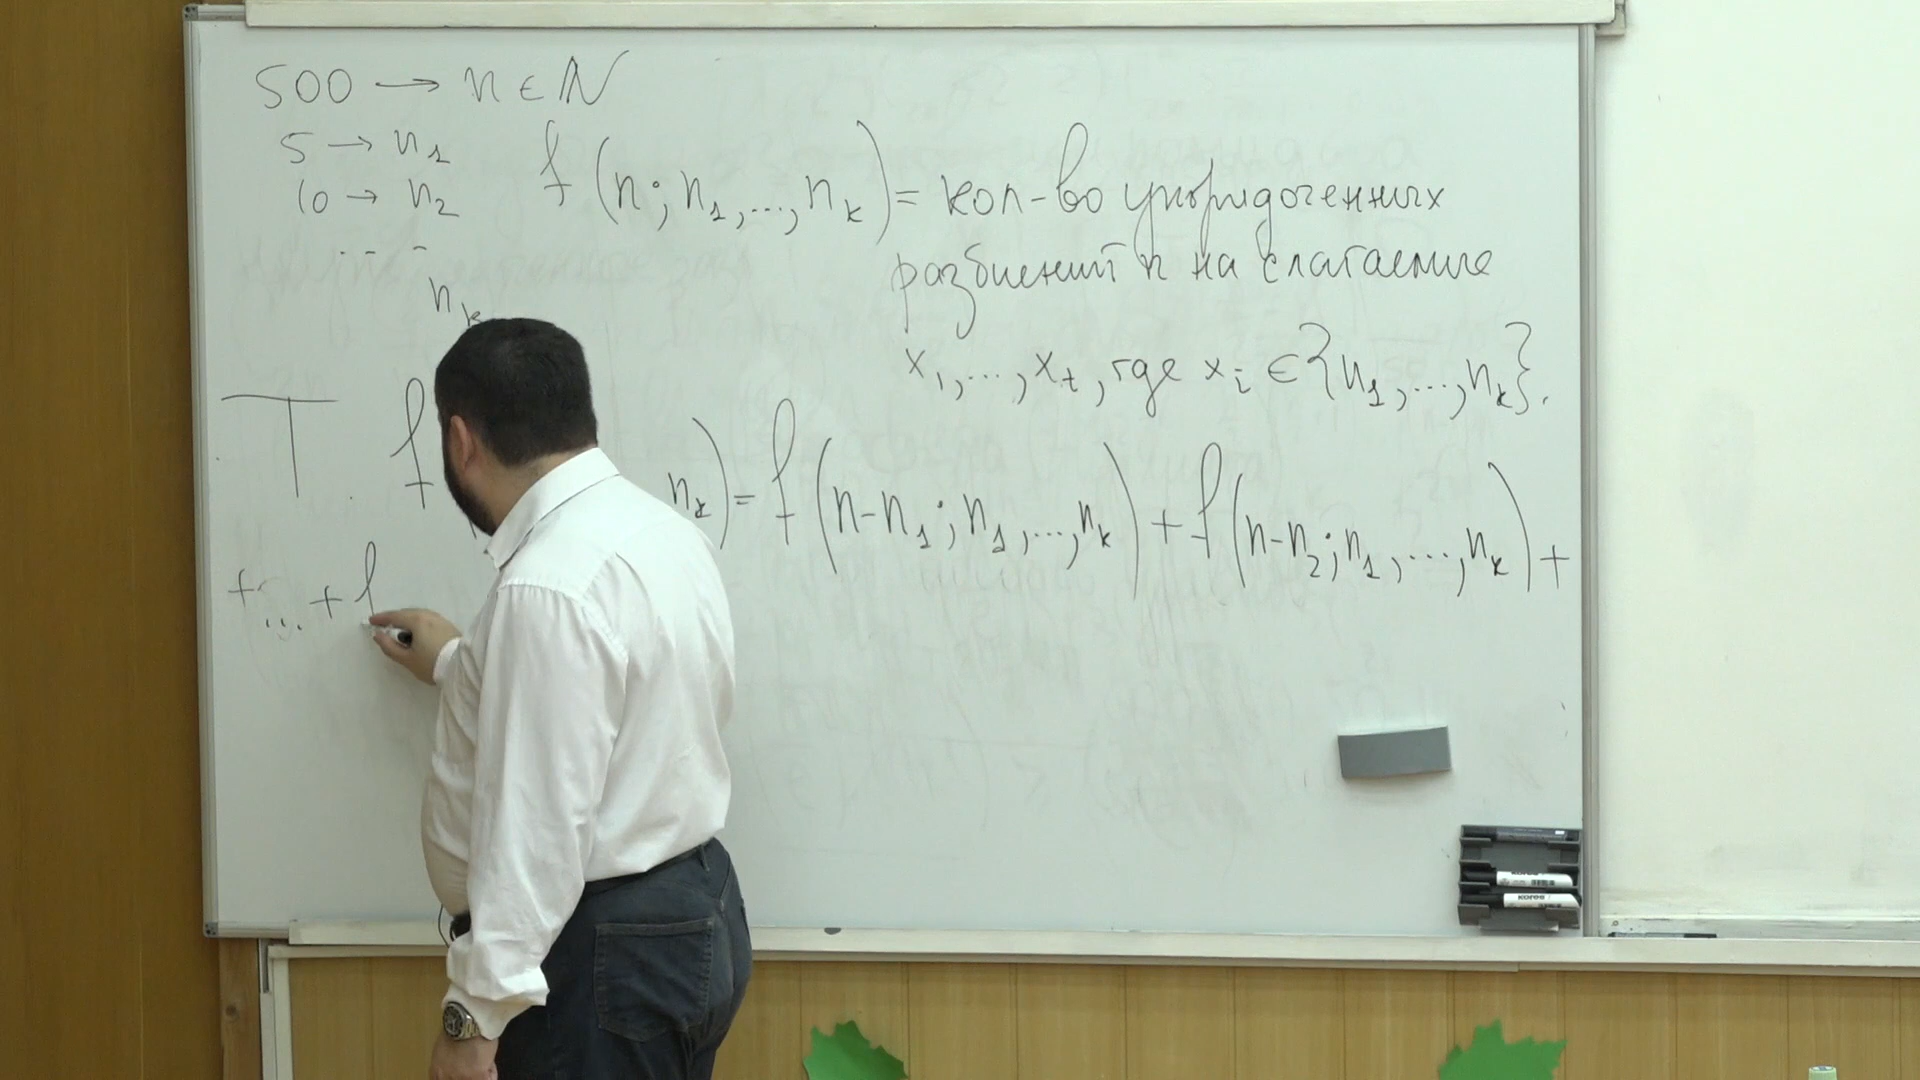 500 → n ∈ ℕ
5 → n₁
10 → n₂
... -
nₖ
f(n; n₁, ..., nₖ) = кол-во упорядоченных
разбиений n на слагаемые
x₁, ..., xₜ, где xᵢ ∈ {n₁, ..., nₖ}.
T. f nₖ) = f(n-n₁; n₁, ..., nₖ) + f(n-n₂; n₁, ..., nₖ) +
+ ... + f
kores